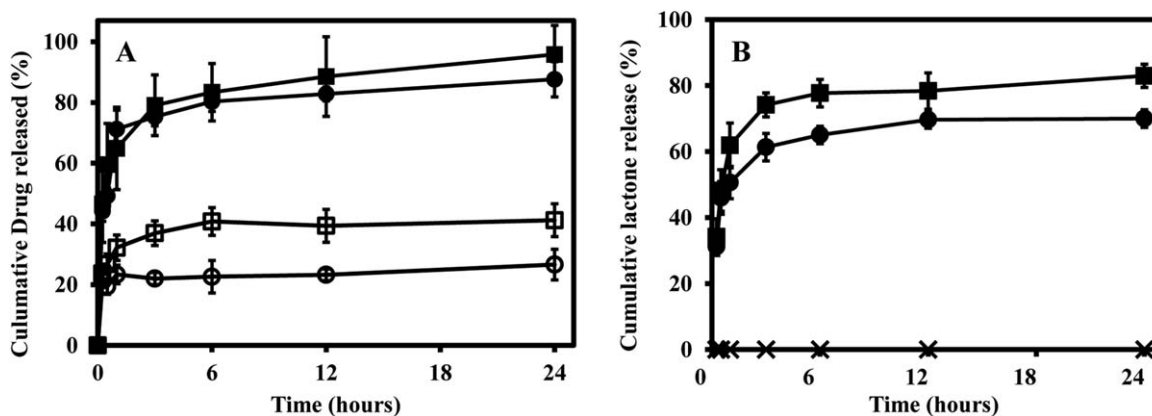 A
Culumative Drug released (%)
100
80
60
40
20
0
0 6 12 18 24
Time (hours)
B
Cumulative lactone release (%)
100
80
60
40
20
0
0 6 12 18 24
Time (hours)